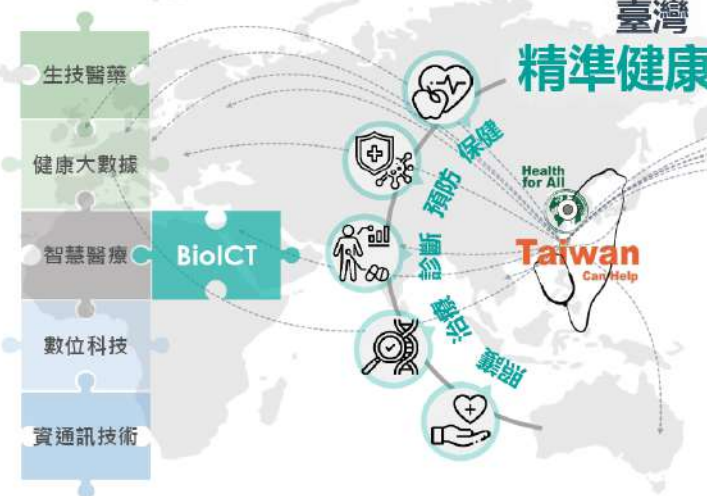 臺灣
精準健康
生技醫藥
健康大數據
智慧醫療
數位科技
資通訊技術
BioICT
保健
預防
診斷
治療
照護
Health
for All
Taiwan
Can Help